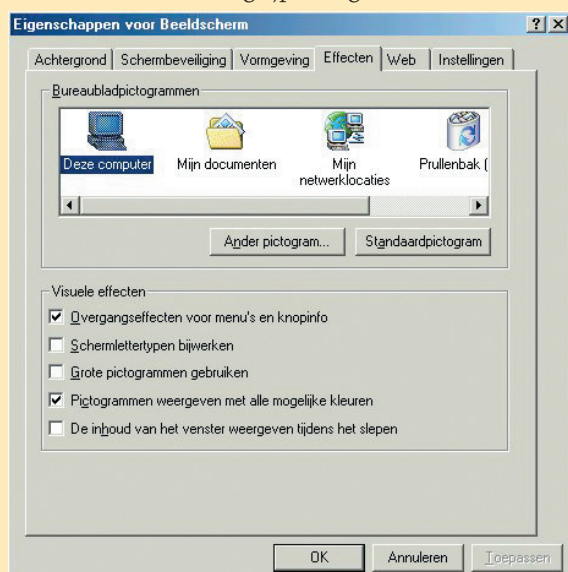 Eigenschappen voor Beeldscherm
Achtergrond Schermbeveiliging Vormgeving Effecten Web Instellingen
Bureaubladpictogrammen
Deze computer Mijn documenten Mijn netwerklocaties Prullenbak (
Ander pictogram... Standaardpictogram
Visuele effecten
Overgangseffecten voor menu's en knopinfo
Schermlettertypen bijwerken
Grote pictogrammen gebruiken
Pictogrammen weergeven met alle mogelijke kleuren
De inhoud van het venster weergeven tijdens het slepen
OK Annuleren Toepassen